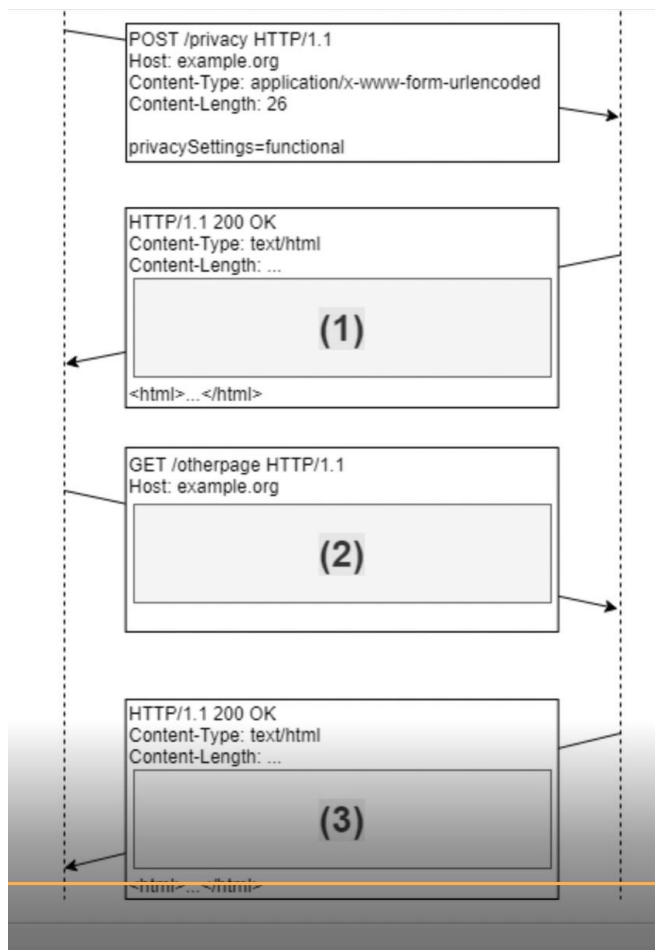 POST /privacy HTTP/1.1
Host: example.org
Content-Type: application/x-www-form-urlencoded
Content-Length: 26
privacySettings=functional
HTTP/1.1 200 OK
Content-Type: text/html
Content-Length: ...
(1)
<html>...</html>
GET /otherpage HTTP/1.1
Host: example.org
(2)
HTTP/1.1 200 OK
Content-Type: text/html
Content-Length: ...
(3)
<html>...</html>